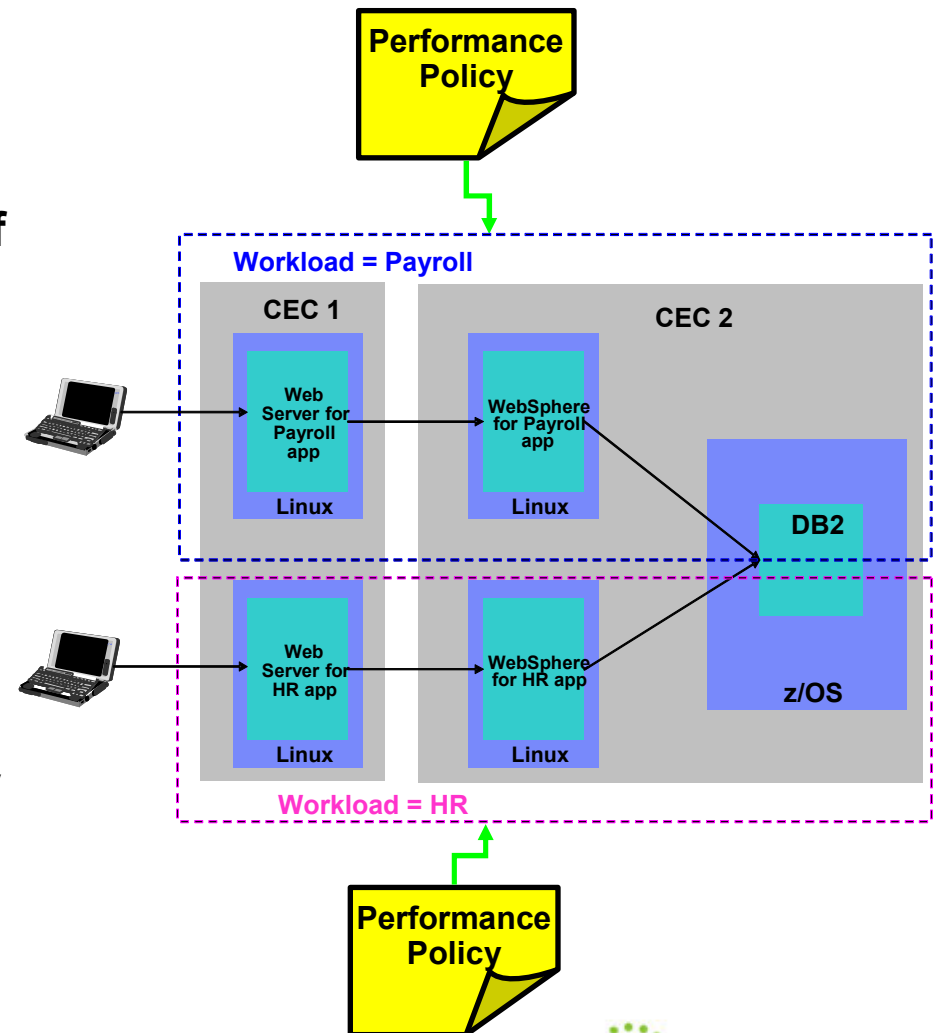 Performance
Policy
f
Workload = Payroll
CEC 1
CEC 2
Web
Server for
Payroll
app
WebSphere
for Payroll
app
Linux
Linux
DB2
Web
Server for
HR app
WebSphere
for HR app
z/OS
Linux
Linux
Workload = HR
Performance
Policy